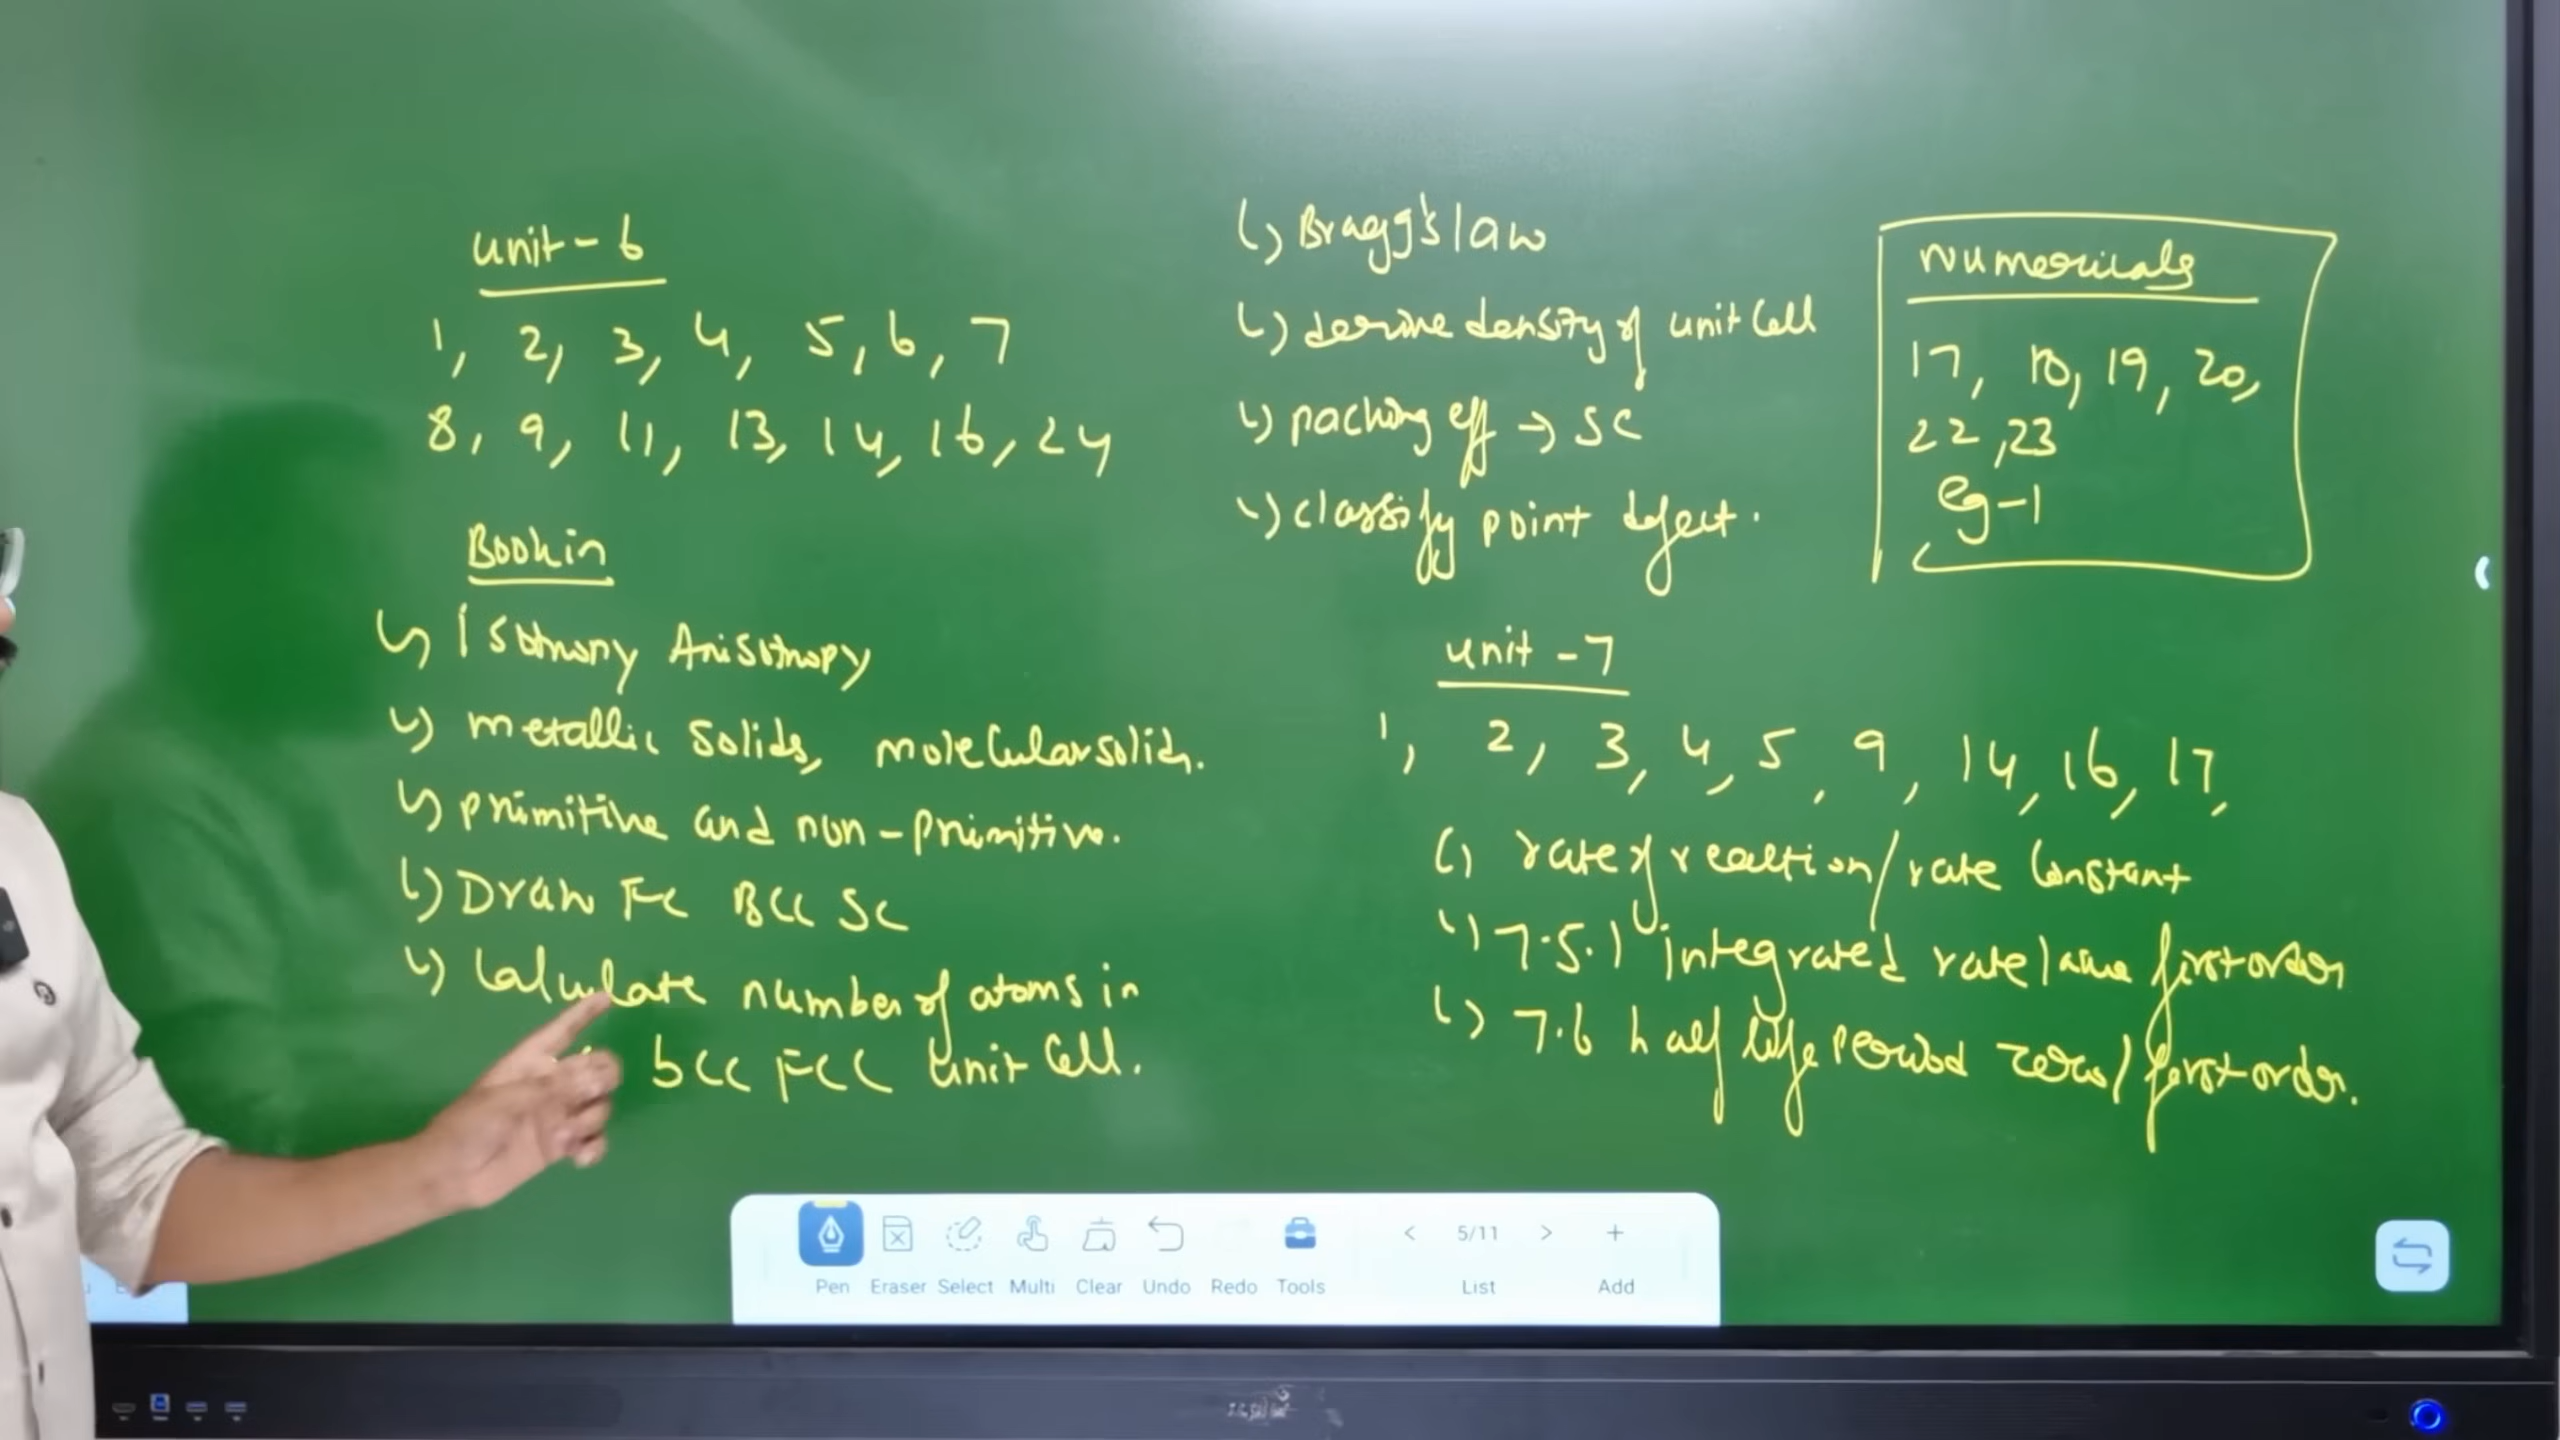 unit - 6
1, 2, 3, 4, 5, 6, 7
8, 9, 11, 13, 14, 16, 24
Book in
Isotropy Anisotropy
metallic solids, molecular solids.
primitive and non-primitive.
Draw FC BCC SC
Calculate number of atoms in
bCC FCC Unit Cell.
Bragg's law
derive density of unit Cell
packing eff → SC
classify point defect.
numericals
17, 18, 19, 20,
22, 23
eg-1
unit - 7
1, 2, 3, 4, 5, 9, 14, 16, 17,
rate of reaction/rate Constant
7.5.1 integrated rate law first order
7.6 half life period zero/first order.
Pen Eraser Select Multi Clear Undo Redo Tools
< 5/11 > +
List Add